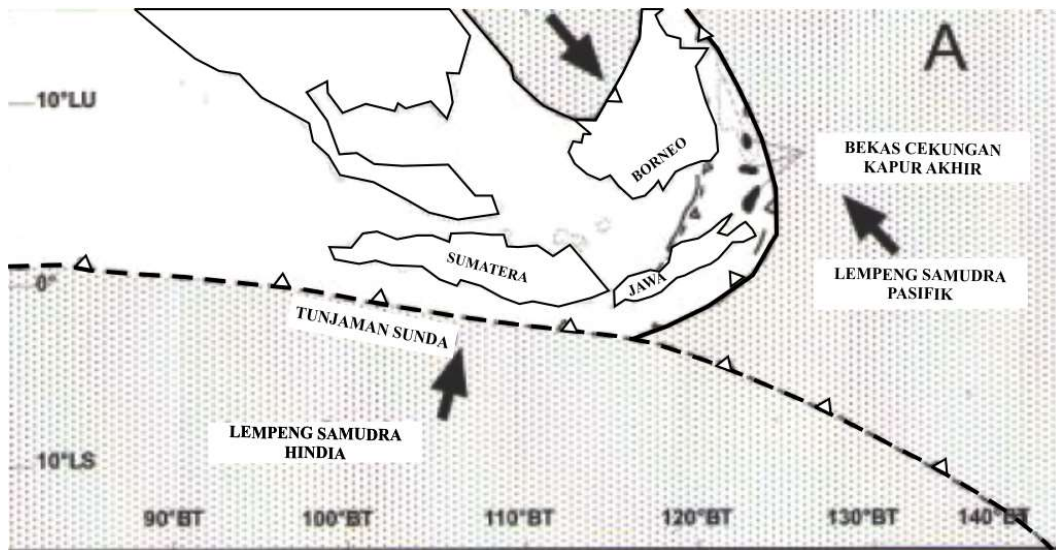 A
10°LU
BORNEO
BEKAS CEKUNGAN
KAPUR AKHIR
SUMATERA
JAWA
LEMPENG SAMUDRA
PASIFIK
0°
TUNJAMAN SUNDA
LEMPENG SAMUDRA
HINDIA
10°LS
90°BT 100°BT 110°BT 120°BT 130°BT 140°BT